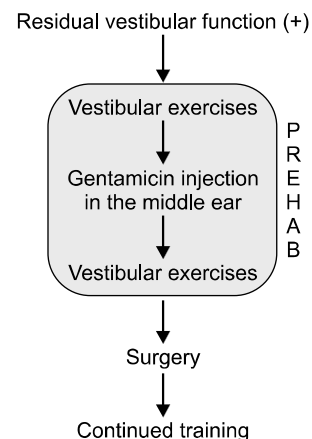 Residual vestibular function (+)
Vestibular exercises
Gentamicin injection
in the middle ear
Vestibular exercises
P
R
E
H
A
B
Surgery
Continued training